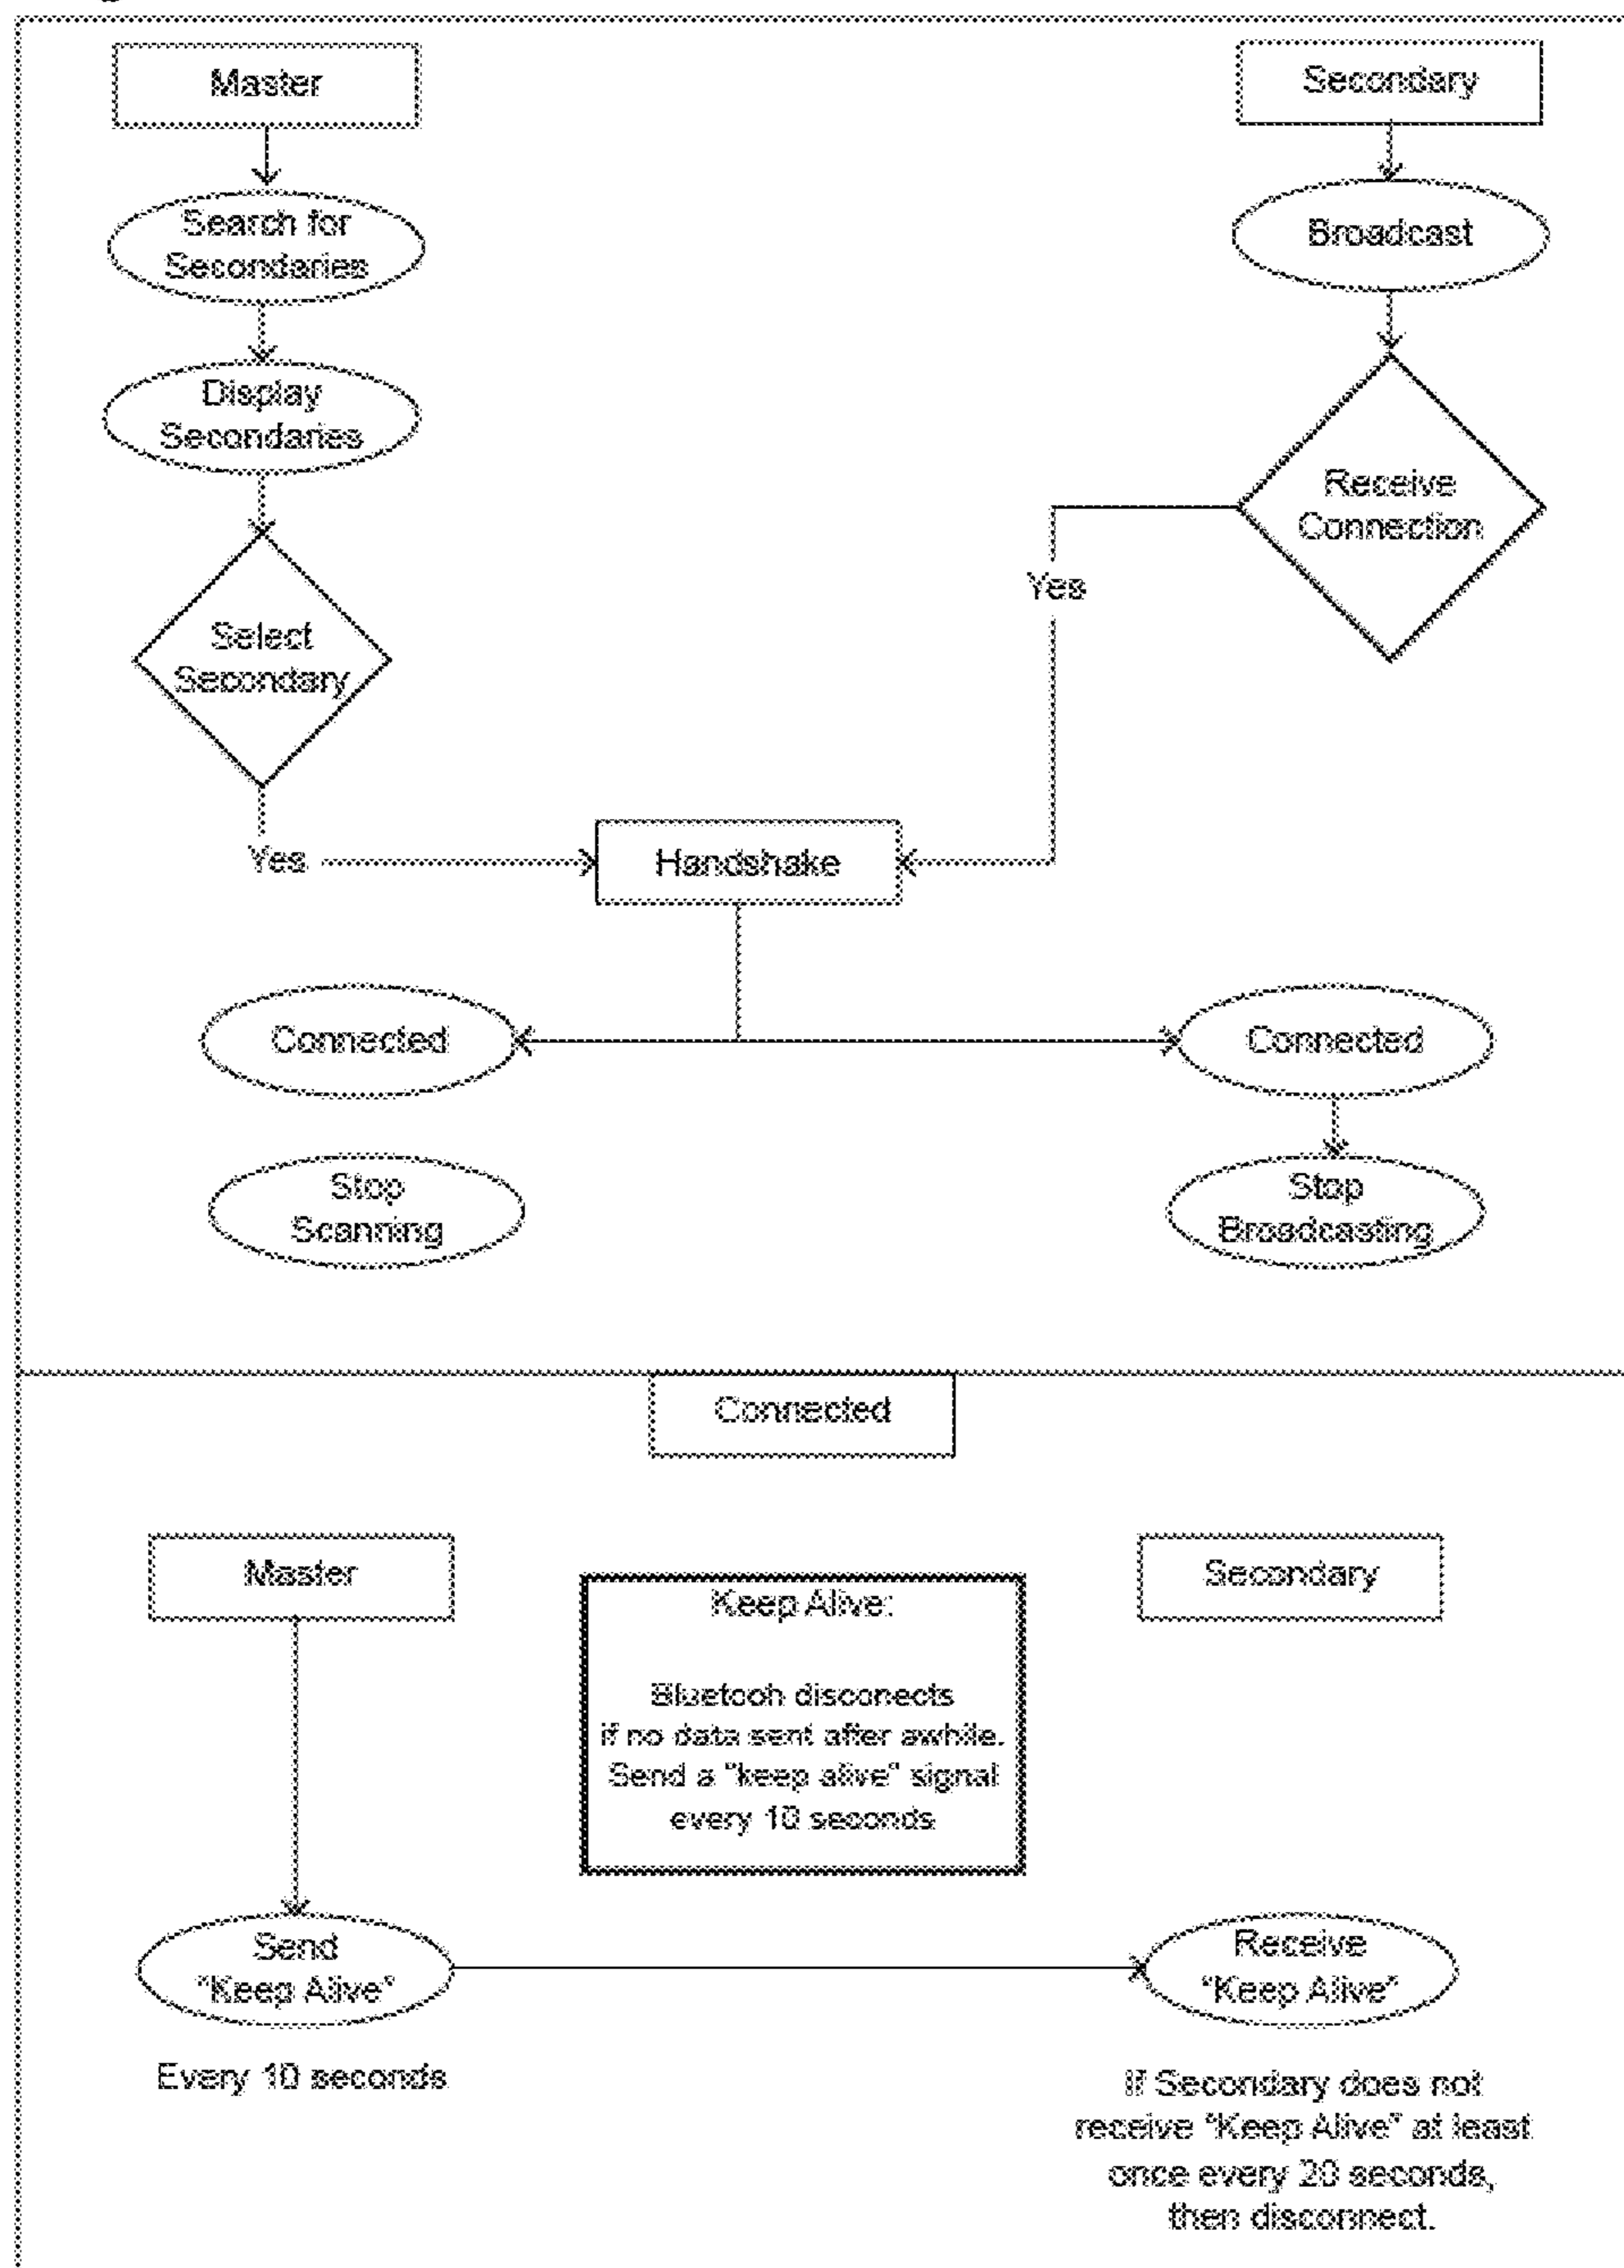 Master
Secondary
Search for
Secondaries
Broadcast
Display
Secondaries
Receive
Connection
Yes
Select
Secondary
Yes
Handshake
Connected
Connected
Stop
Scanning
Stop
Broadcasting
Connected
Master
Secondary
Keep Alive:
Bluetooh disconects
if no data sent after awhile.
Send a "keep alive" signal
every 10 seconds
Send
"Keep Alive"
Receive
"Keep Alive"
Every 10 seconds
If Secondary does not
receive "Keep Alive" at least
once every 20 seconds,
then disconnect.